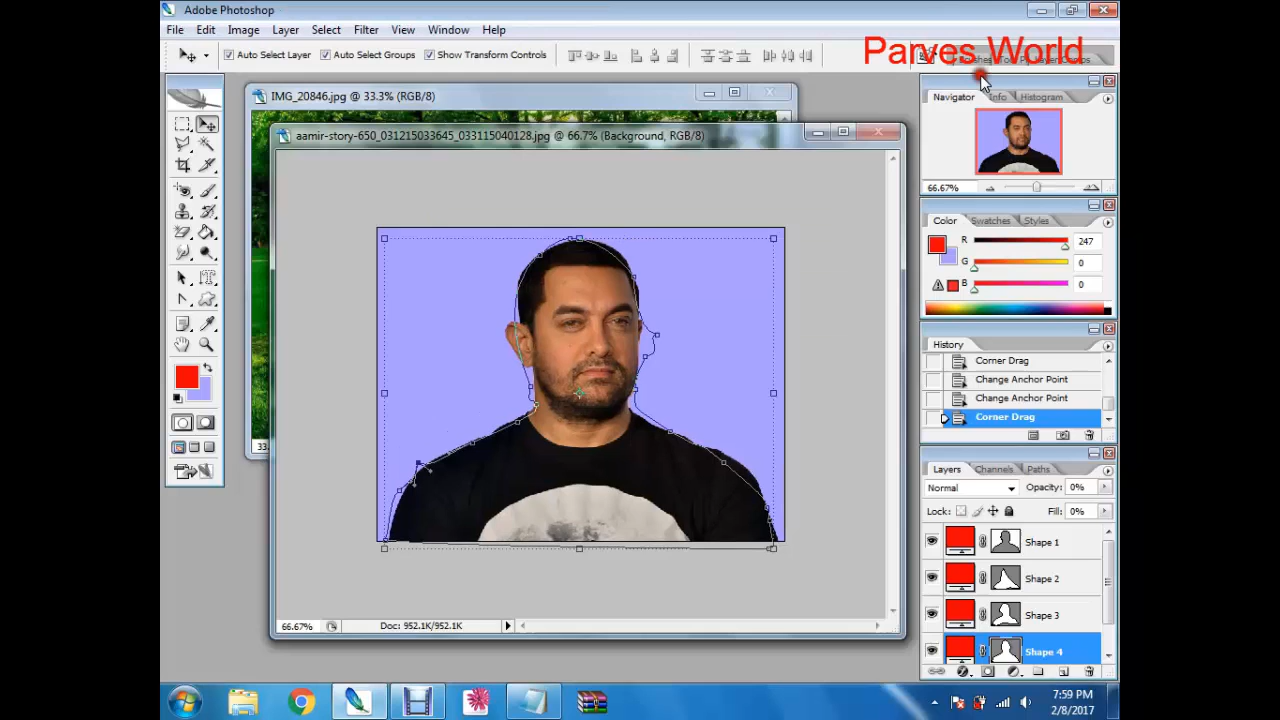 Adobe Photoshop
File Edit Image Layer Select Filter View Window Help
Auto Select Layer Auto Select Groups Show Transform Controls
Parves World
IMG_20846.jpg @ 33.3% (RGB/8)
aamir-story-650_031215033645_033115040128.jpg @ 66.7% (Background, RGB/8)
Navigator Info Histogram
66.67%
Color Swatches Styles
R 247
G 0
B 0
History
Corner Drag
Change Anchor Point
Change Anchor Point
Corner Drag
Layers Channels Paths
Normal Opacity: 0%
Lock: Fill: 0%
Shape 1
Shape 2
Shape 3
Shape 4
33.
66.67% Doc: 952.1K/952.1K
7:59 PM
2/8/2017